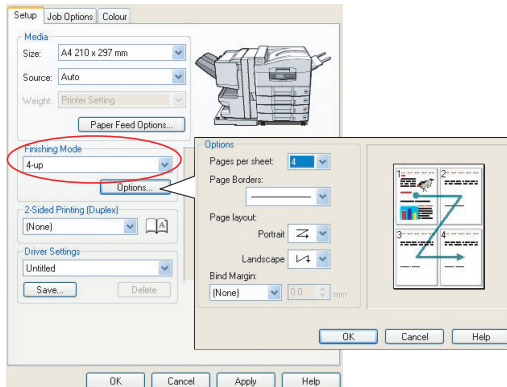 Setup Job Options Colour
Media
Size: A4 210 x 297 mm
Source: Auto
Weight: Printer Setting
Paper Feed Options...
Finishing Mode
4-up
Options...
2-Sided Printing (Duplex)
(None) A
Driver Settings
Untitled
Save... Delete
OK Cancel Apply Help
Options
Pages per sheet: 4
Page Borders:
Page layout:
Portrait
Landscape
Bind Margin:
(None) 0.0 mm
1 2
3 4
OK Cancel Help